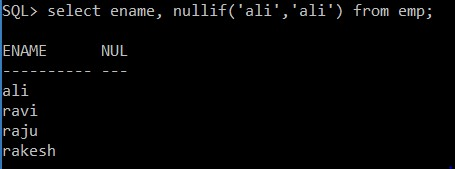 SQL> select ename, nullif('ali','ali') from emp;
ENAME      NUL
---------- ---
ali
ravi
raju
rakesh